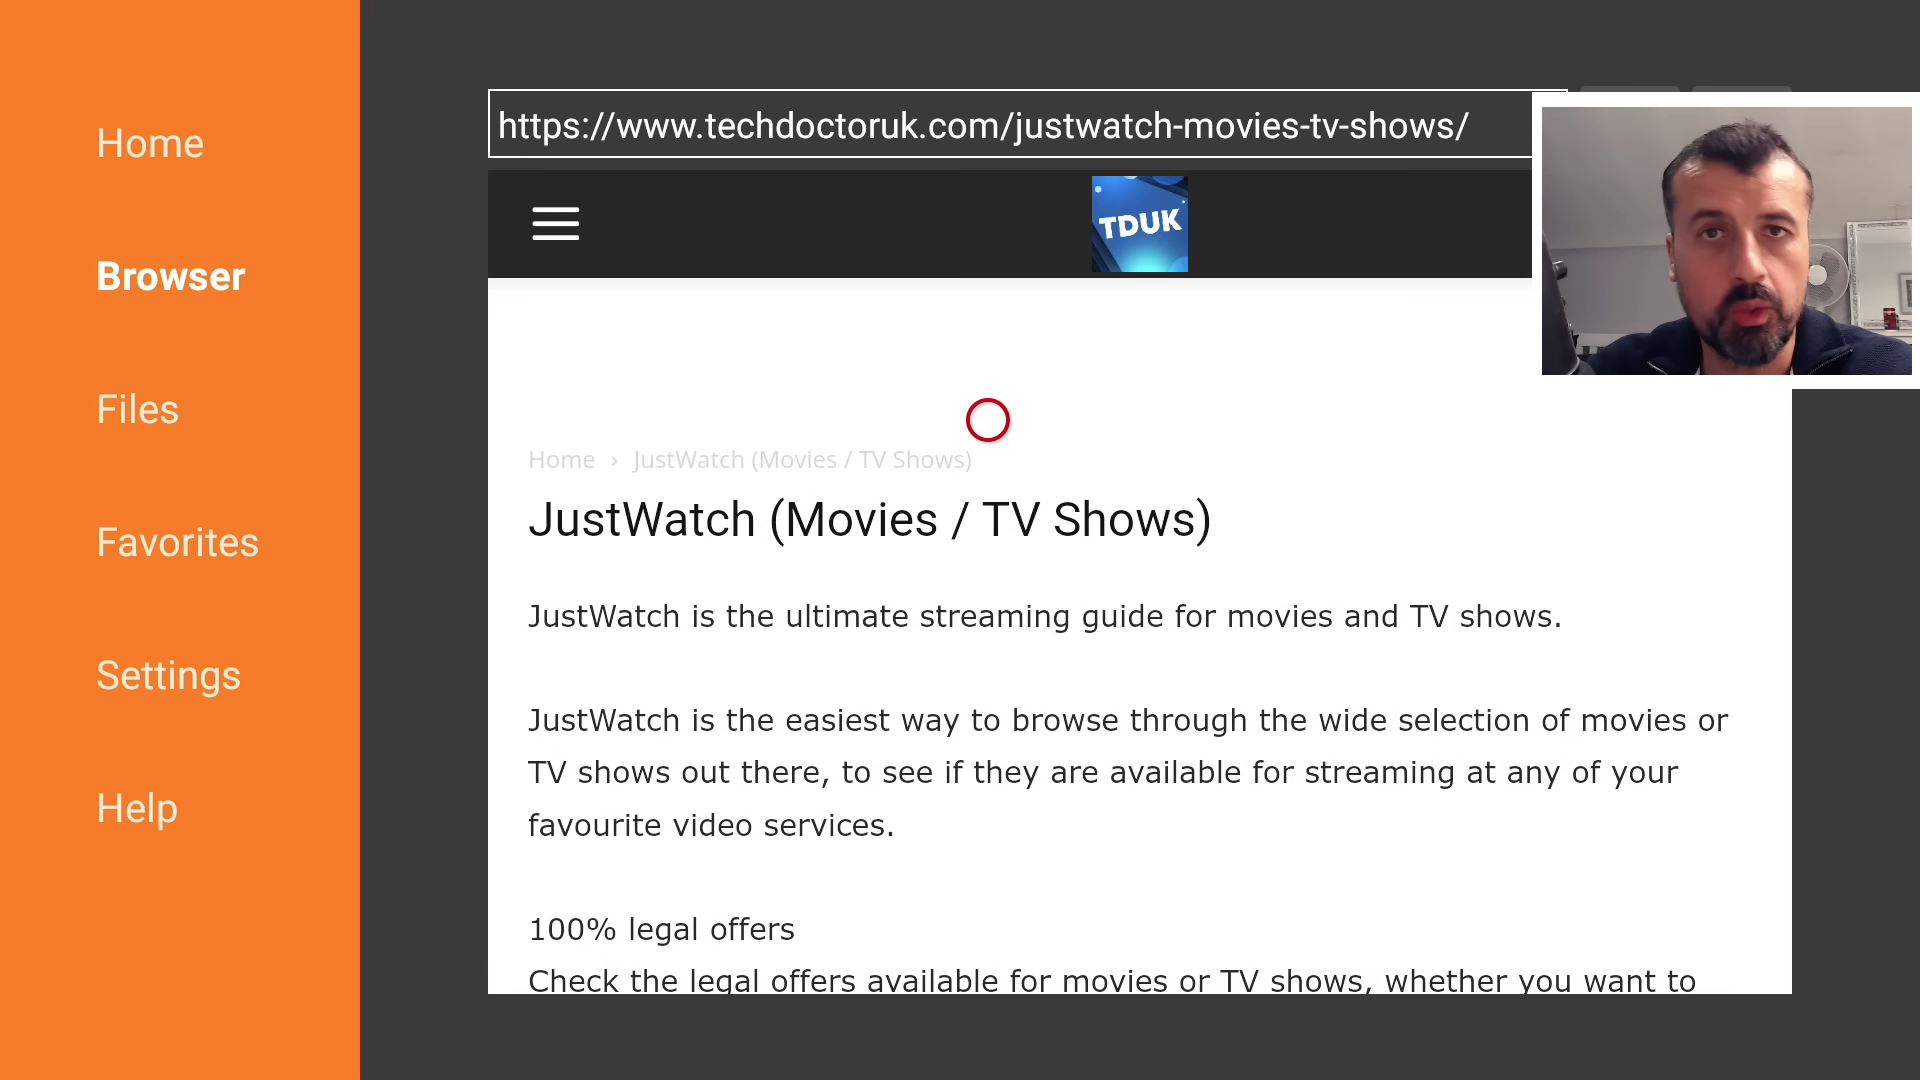 Home
Browser
Files
Favorites
Settings
Help
https://www.techdoctoruk.com/justwatch-movies-tv-shows/
TDUK
Home › JustWatch (Movies / TV Shows)
JustWatch (Movies / TV Shows)
JustWatch is the ultimate streaming guide for movies and TV shows.
JustWatch is the easiest way to browse through the wide selection of movies or
TV shows out there, to see if they are available for streaming at any of your
favourite video services.
100% legal offers
Check the legal offers available for movies or TV shows, whether you want to